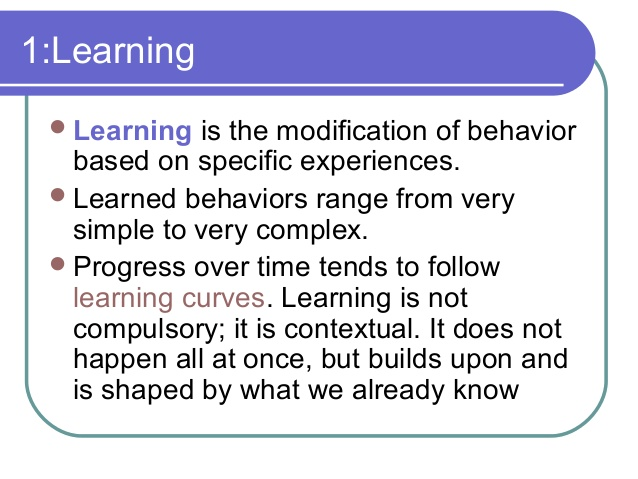 1:Learning
Learning is the modification of behavior
based on specific experiences.
Learned behaviors range from very
simple to very complex.
Progress over time tends to follow
learning curves. Learning is not
compulsory; it is contextual. It does not
happen all at once, but builds upon and
is shaped by what we already know